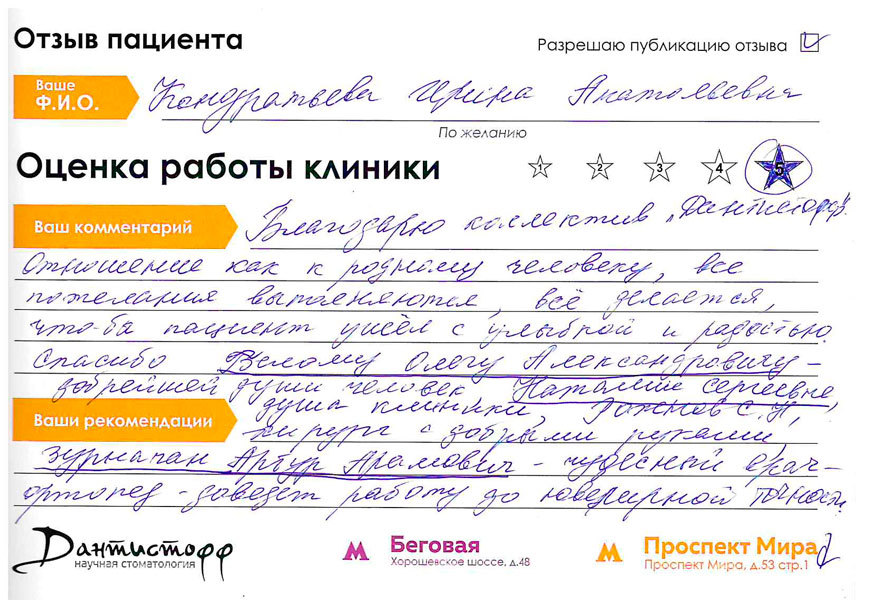 Отзыв пациента
Разрешаю публикацию отзыва
Ваше
Ф.И.О.
Кондратьева Ирина Анатольевна
По желанию
Оценка работы клиники
1 2 3 4 5
Ваш комментарий
Благодарю коллектив „Дантистофф".
Отношение как к родному человеку, все
пожелания выполняются, всё делается,
что-бы пациент ушёл с улыбкой и радостью.
Спасибо Белому Олегу Александровичу –
добрейшей души человек Наталие Сергеевне,
душа клиники, С.П,
Ваши рекомендации
хирург с добрыми руками,
Зурначан Артур Арамович – чудесный врач-
ортопед – доведет работу до ювелирной точности.
Дантистофф
научная стоматология
Беговая
Хорошевское шоссе, д.48
Проспект Мира
Проспект Мира, д.53 стр.1